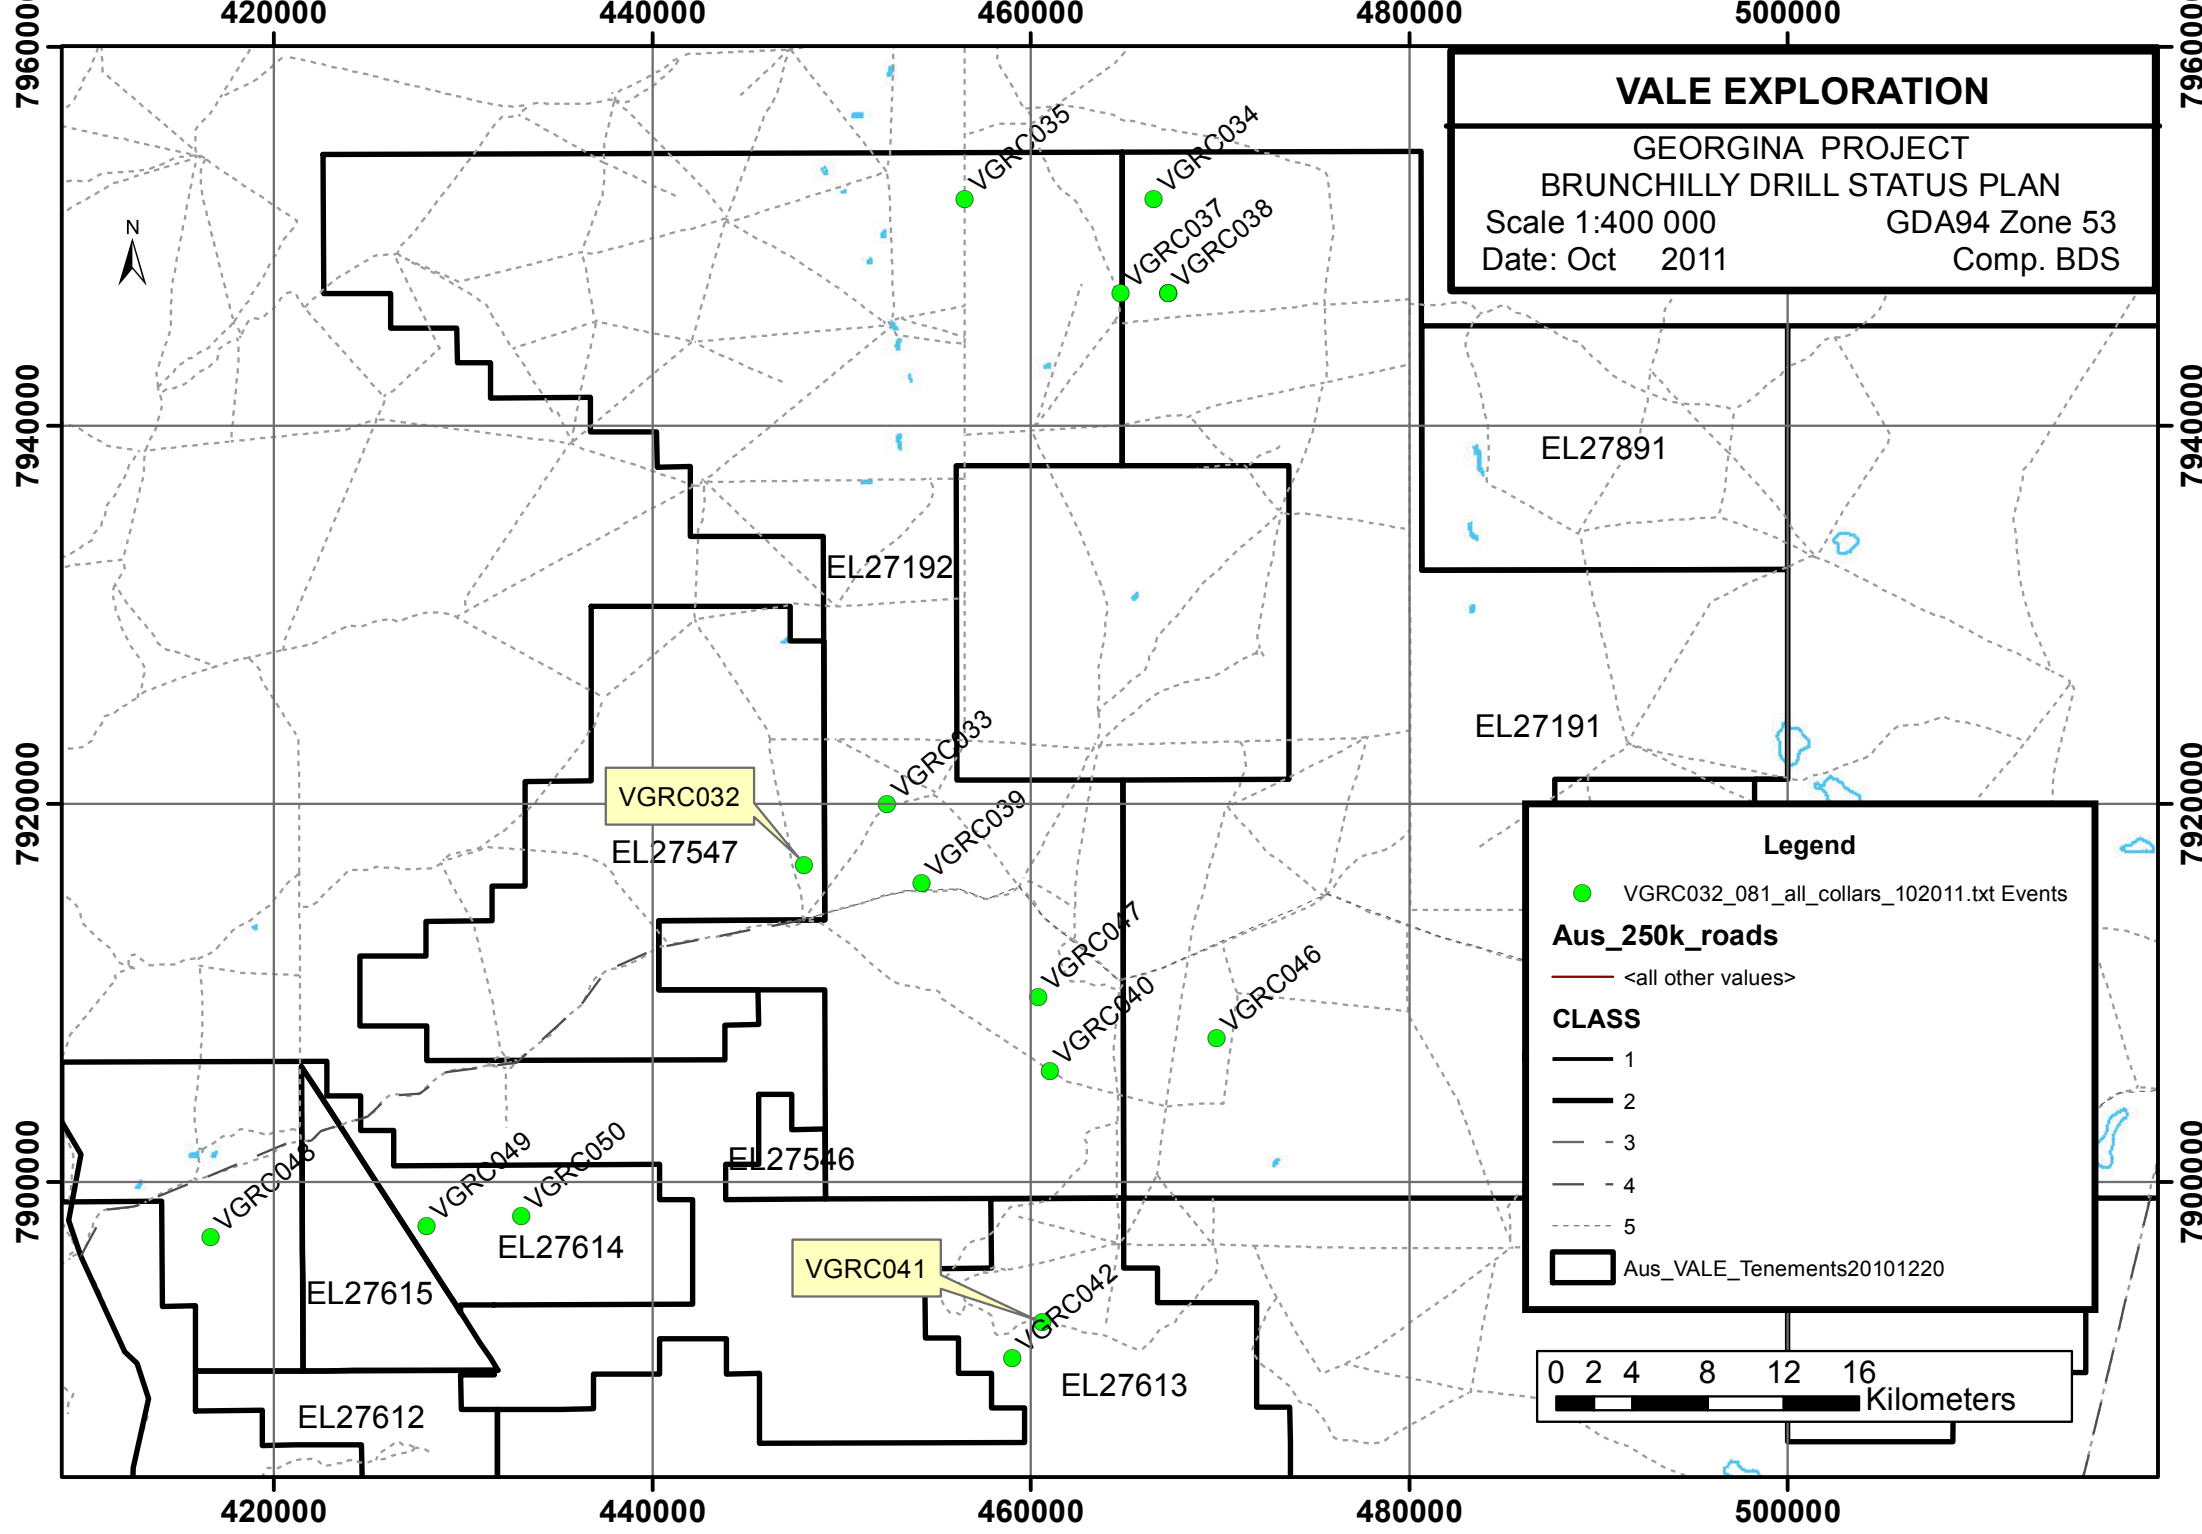 420000 440000 460000 480000 500000
7960000 7960000
VALE EXPLORATION
GEORGINA PROJECT
BRUNCHILLY DRILL STATUS PLAN
Scale 1:400 000 GDA94 Zone 53
Date: Oct 2011 Comp. BDS
N
VGRC035
VGRC034
VGRC037
VGRC038
7940000 7940000
EL27891
EL27192
EL27191
VGRC033
VGRC032
7920000 7920000
VGRC039
EL27547
VGRC047
VGRC046
VGRC040
Legend
VGRC032_081_all_collars_102011.txt Events
Aus_250k_roads
<all other values>
CLASS
1
2
3
4
5
Aus_VALE_Tenements20101220
7900000 7900000
VGRC048
VGRC049
VGRC050
EL27546
EL27614
EL27615
VGRC041
VGRC042
EL27613
EL27612
0 2 4 8 12 16
Kilometers
420000 440000 460000 480000 500000